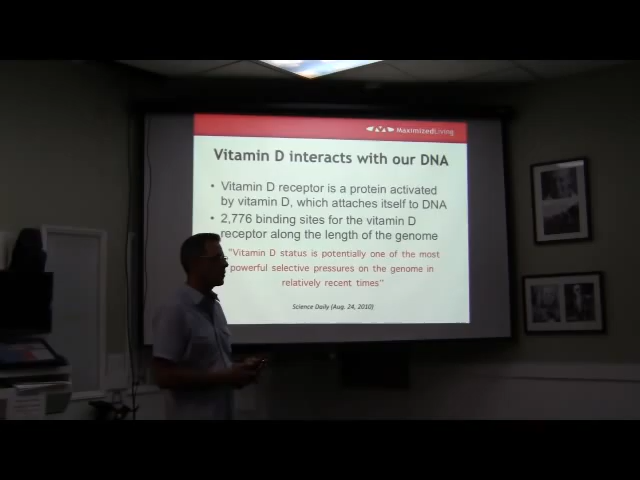 MaximizedLiving
Vitamin D interacts with our DNA
• Vitamin D receptor is a protein activated
by vitamin D, which attaches itself to DNA
• 2,776 binding sites for the vitamin D
receptor along the length of the genome
"Vitamin D status is potentially one of the most
powerful selective pressures on the genome in
relatively recent times"
Science Daily (Aug. 24, 2010)